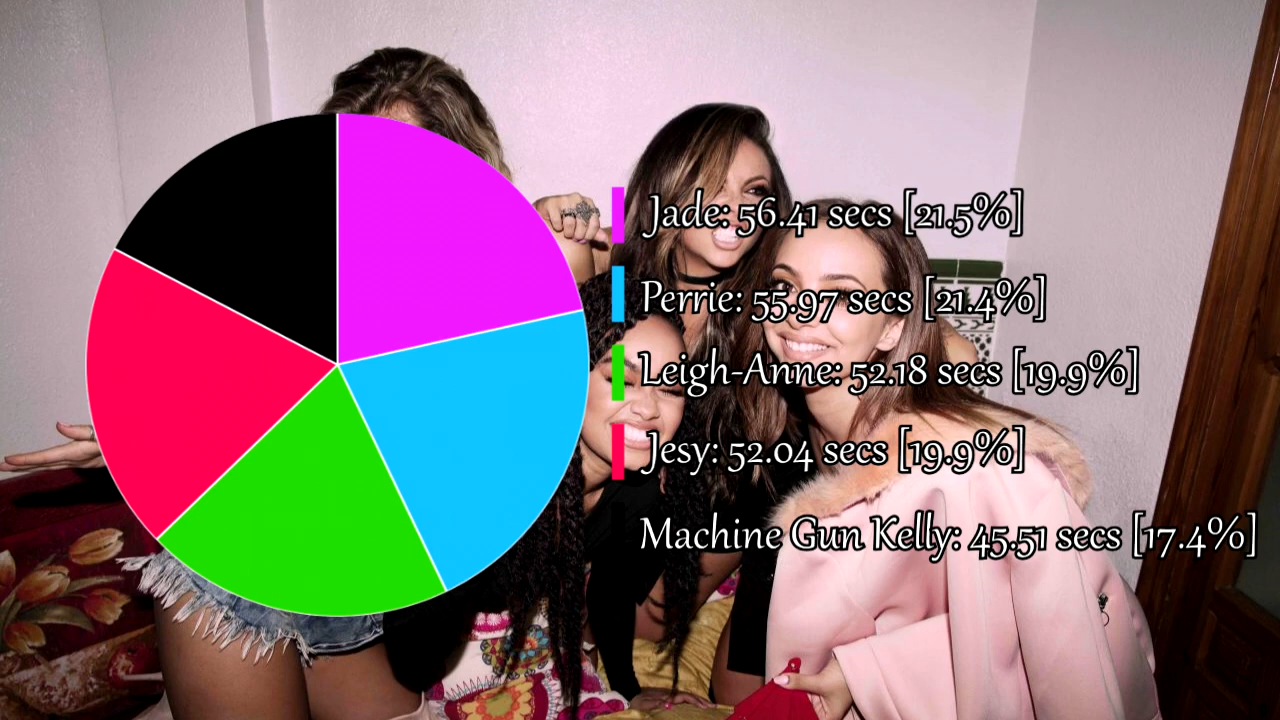 Jade: 56.41 secs [21.5%]
Perrie: 55.97 secs [21.4%]
Leigh-Anne: 52.18 secs [19.9%]
Jesy: 52.04 secs [19.9%]
Machine Gun Kelly: 45.51 secs [17.4%]